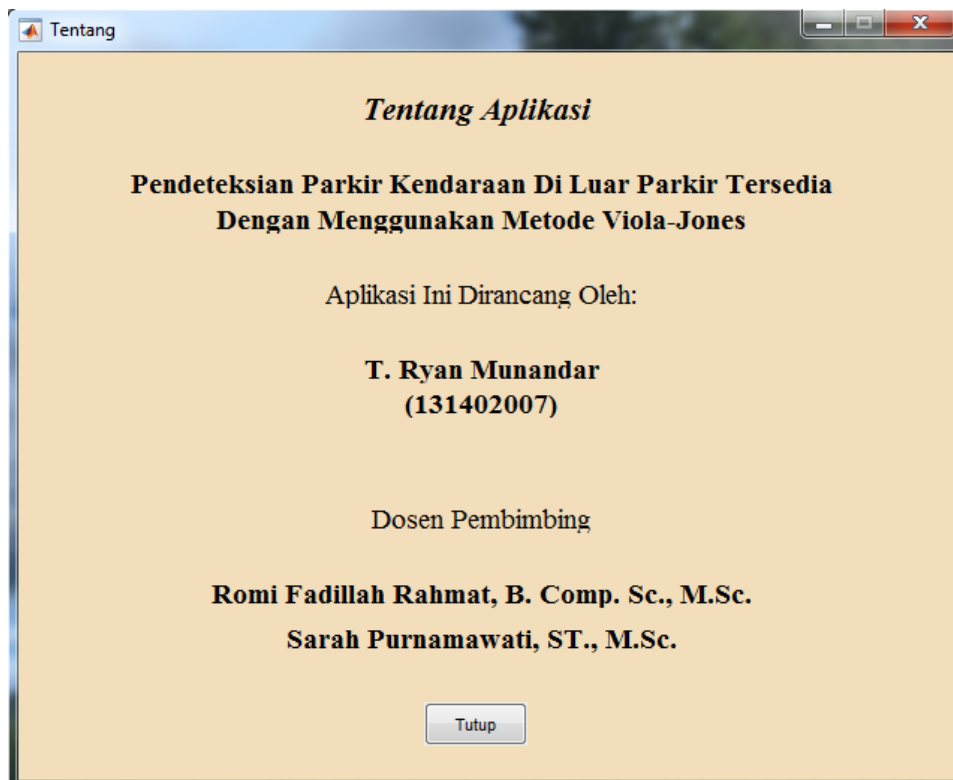 Tentang
Tentang Aplikasi
Pendeteksian Parkir Kendaraan Di Luar Parkir Tersedia
Dengan Menggunakan Metode Viola-Jones
Aplikasi Ini Dirancang Oleh:
T. Ryan Munandar
(131402007)
Dosen Pembimbing
Romi Fadillah Rahmat, B. Comp. Sc., M.Sc.
Sarah Purnamawati, ST., M.Sc.
Tutup